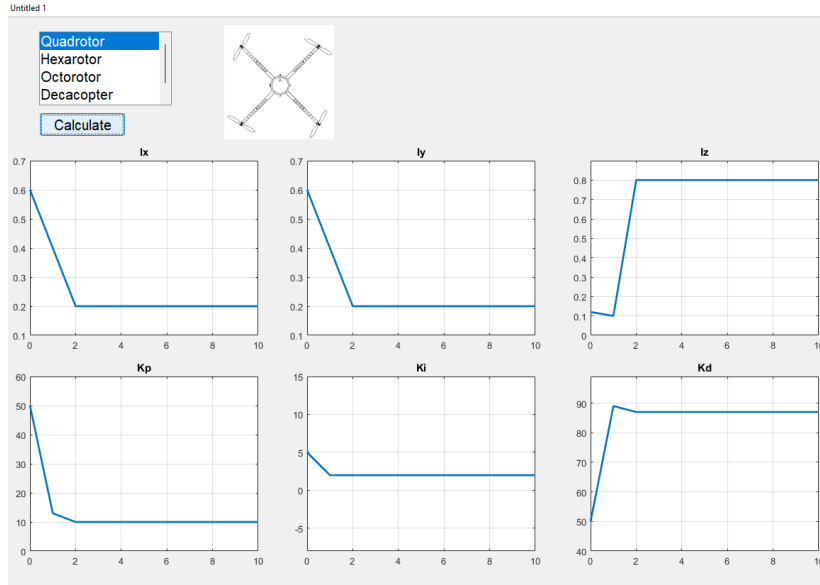 Untitled 1
Quadrotor
Hexarotor
Octorotor
Decacopter
Calculate
Ix
0.7
0.6
0.5
0.4
0.3
0.2
0.1
0 2 4 6 8 10
Iy
0.7
0.6
0.5
0.4
0.3
0.2
0.1
0 2 4 6 8 10
Iz
0.8
0.7
0.6
0.5
0.4
0.3
0.2
0.1
0
0 2 4 6 8
Kp
60
50
40
30
20
10
0
0 2 4 6 8 10
Ki
15
10
5
0
-5
0 2 4 6 8 10
Kd
90
80
70
60
50
40
0 2 4 6 8